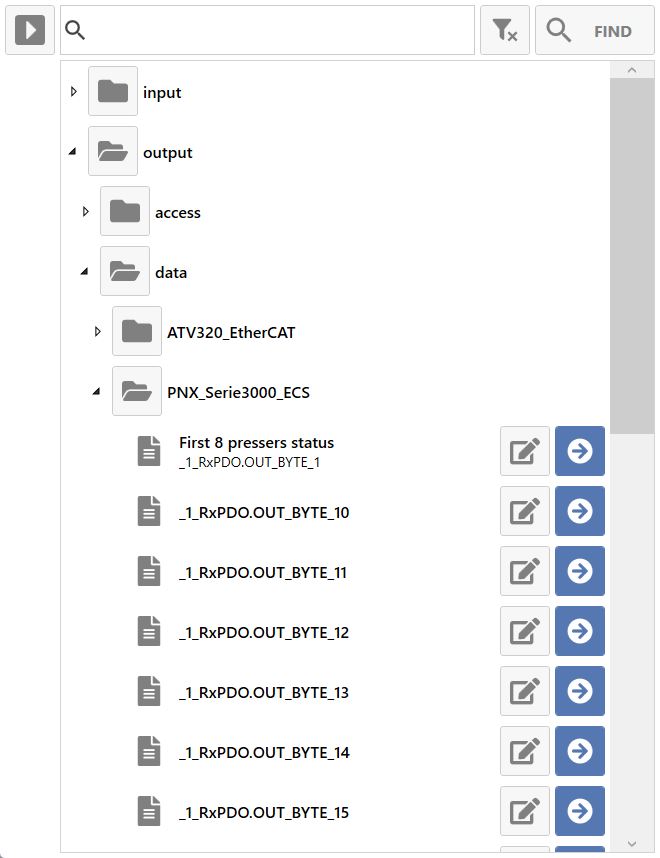 FIND
input
output
access
data
ATV320_EtherCAT
PNX_Serie3000_ECS
First 8 pressers status
_1_RxPDO.OUT_BYTE_1
_1_RxPDO.OUT_BYTE_10
_1_RxPDO.OUT_BYTE_11
_1_RxPDO.OUT_BYTE_12
_1_RxPDO.OUT_BYTE_13
_1_RxPDO.OUT_BYTE_14
_1_RxPDO.OUT_BYTE_15